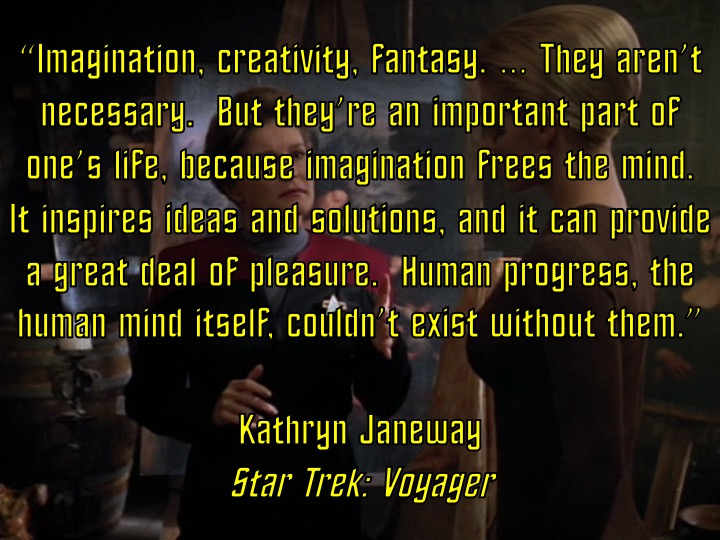 “Imagination, creativity, fantasy. ... They aren’t
necessary.  But they’re an important part of
one’s life, because imagination frees the mind.
It inspires ideas and solutions, and it can provide
a great deal of pleasure.  Human progress, the
human mind itself, couldn’t exist without them.”
Kathryn Janeway
Star Trek: Voyager